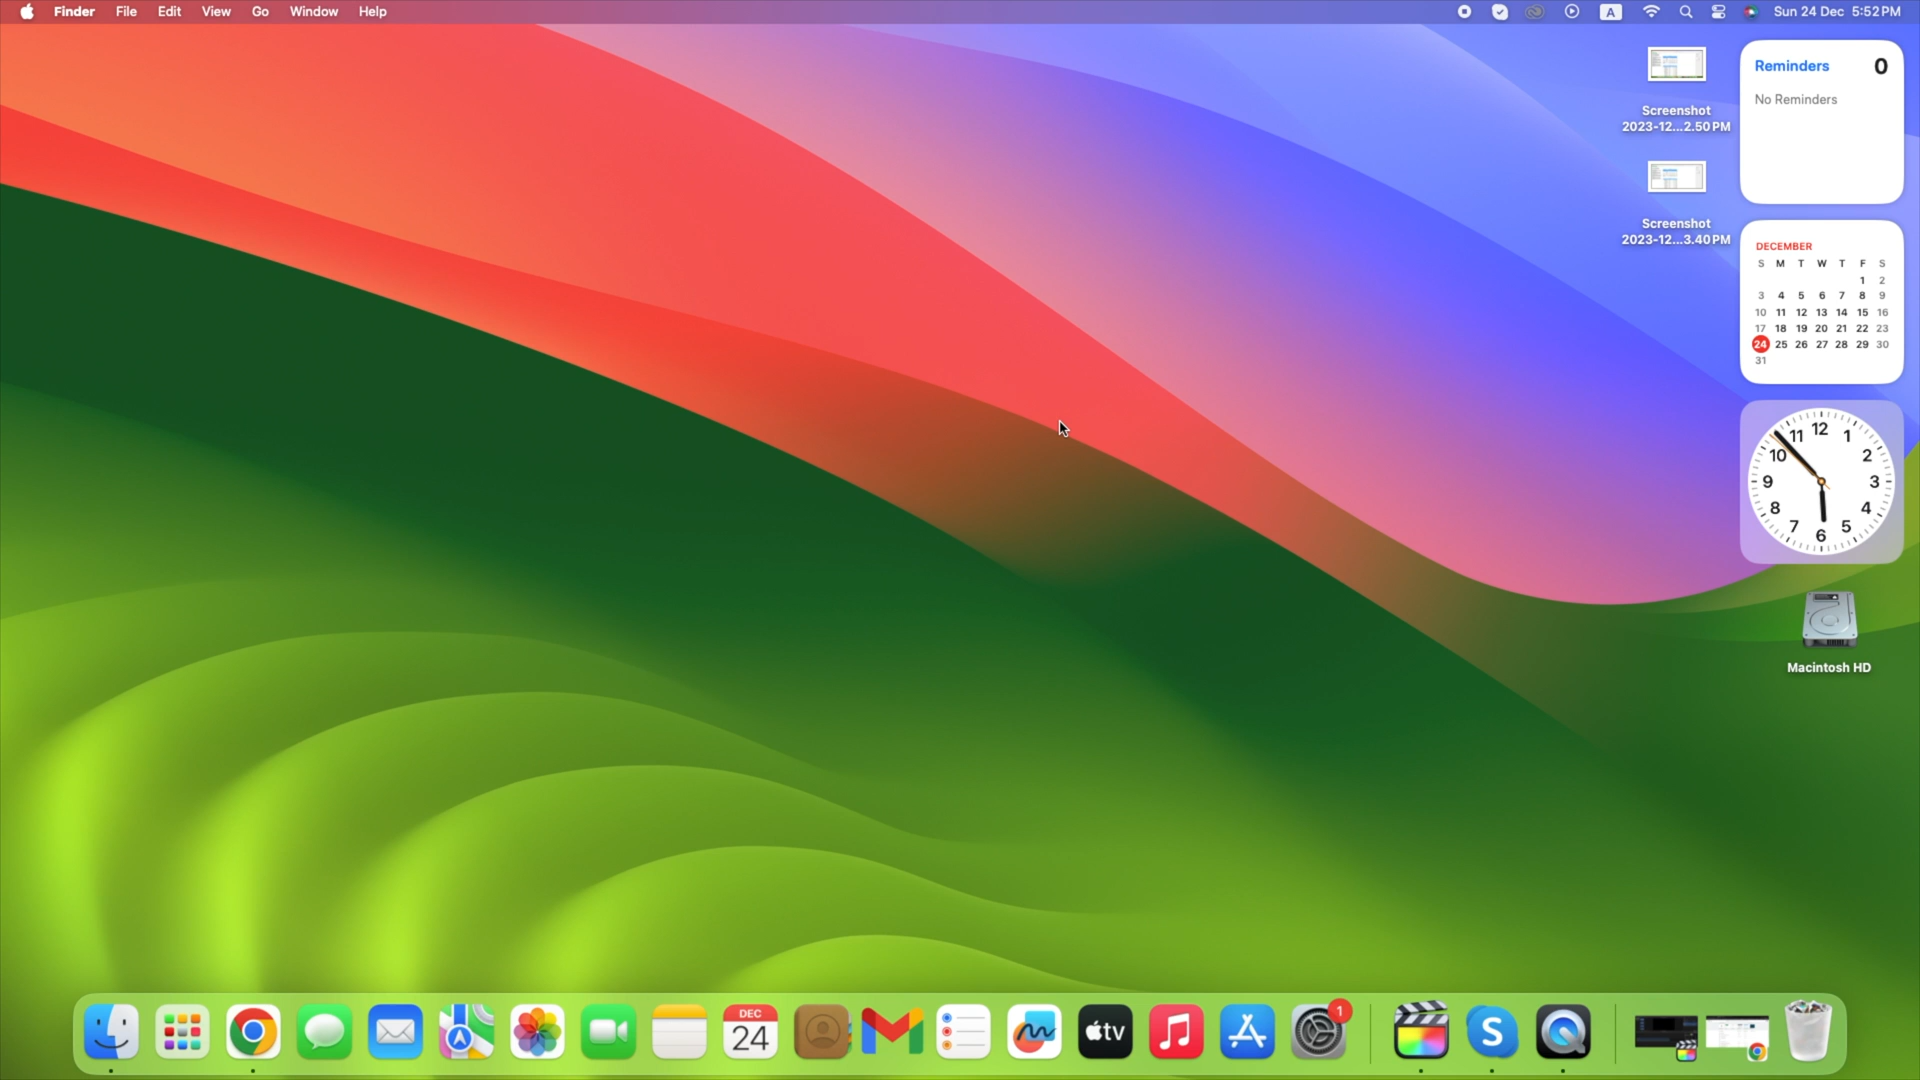 Finder File Edit View Go Window Help A Sun 24 Dec 5:52 PM
Screenshot
2023-12...2.50 PM
Screenshot
2023-12...3.40 PM
Reminders 0
No Reminders
DECEMBER
S M T W T F S
1 2
3 4 5 6 7 8 9
10 11 12 13 14 15 16
17 18 19 20 21 22 23
24 25 26 27 28 29 30
31
12
11 1
10 2
9 3
8 4
7 5
6
Macintosh HD
DEC
24
tv
1
S